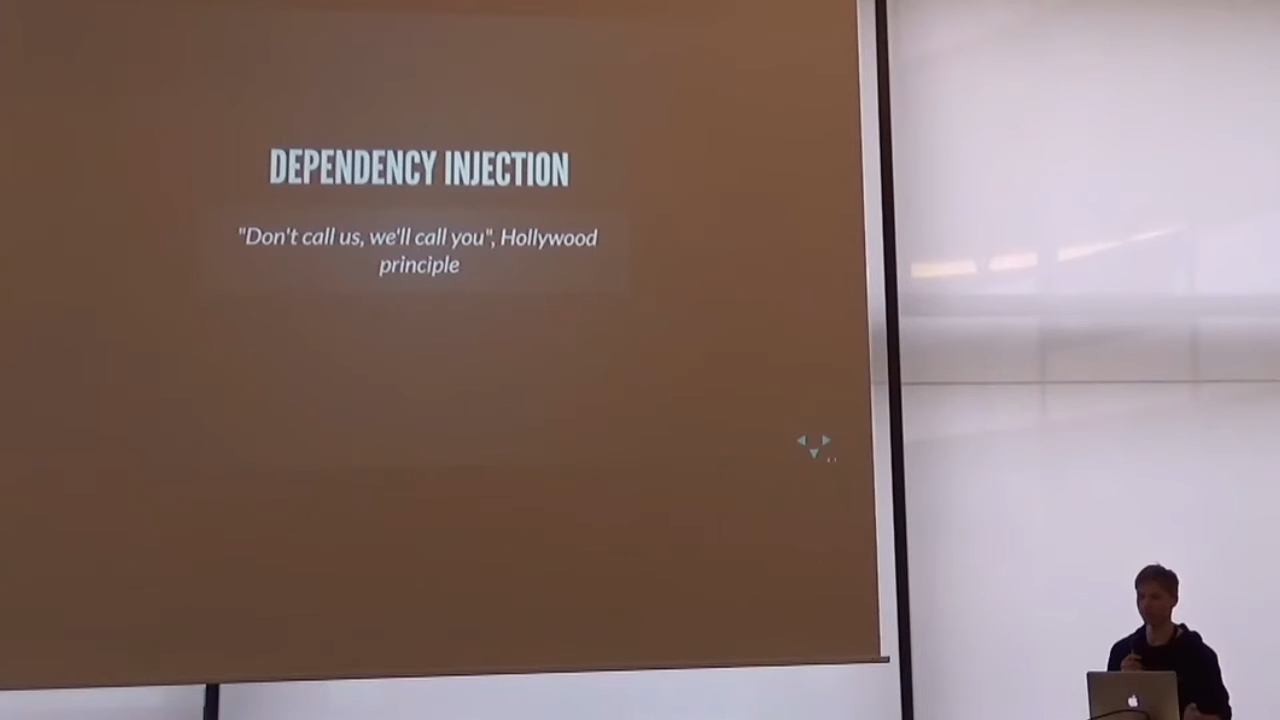 DEPENDENCY INJECTION
"Don't call us, we'll call you", Hollywood
principle